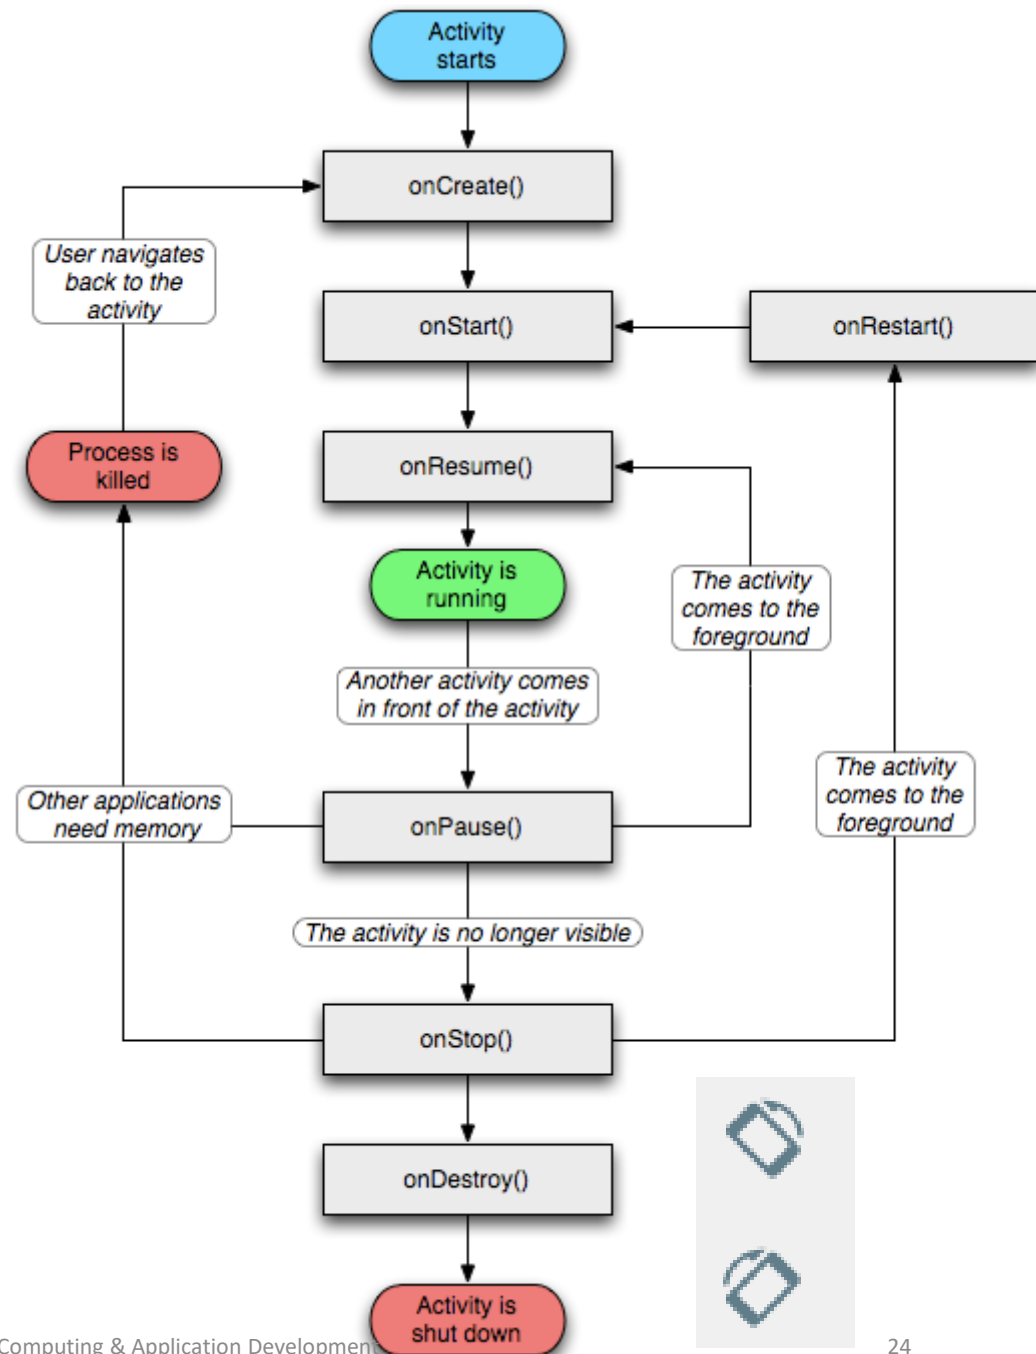 Activity
starts
onCreate()
User navigates
back to the
activity
onStart()
onRestart()
Process is
killed
onResume()
Activity is
running
The activity
comes to the
foreground
Another activity comes
in front of the activity
Other applications
need memory
onPause()
The activity
comes to the
foreground
The activity is no longer visible
onStop()
onDestroy()
Activity is
shut down
Computing & Application Development
24